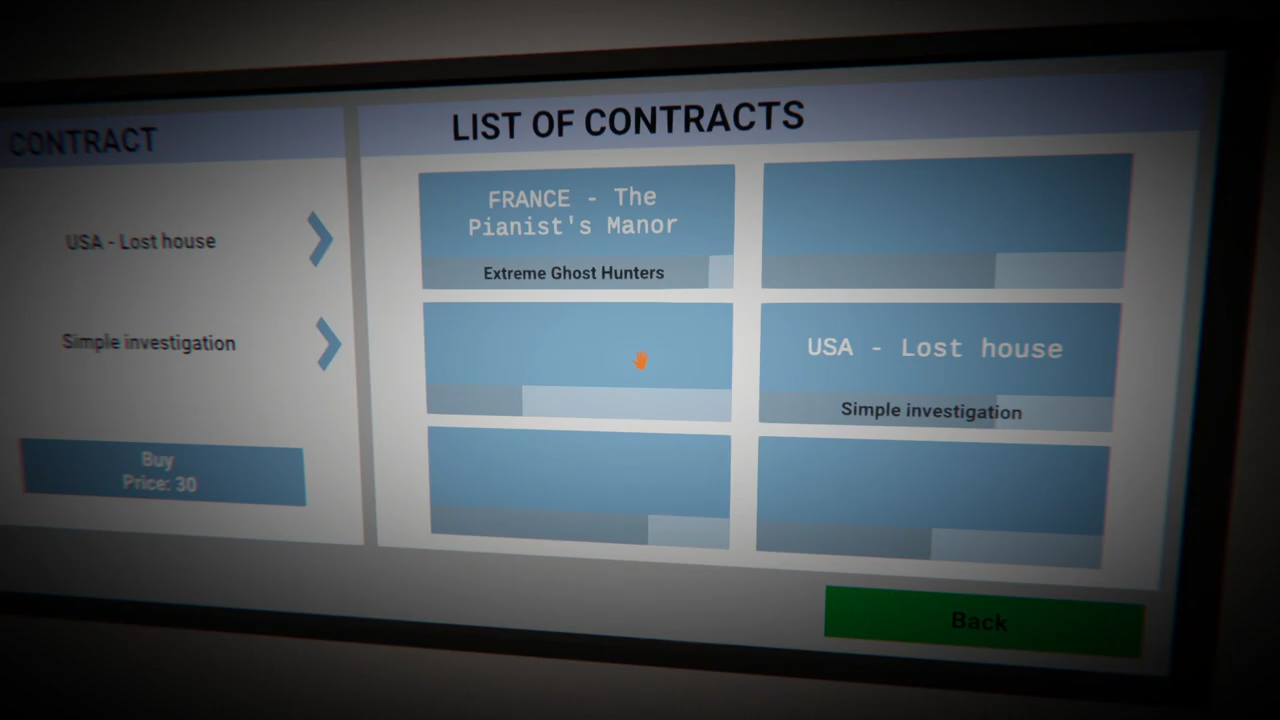 CONTRACT
USA - Lost house
Simple investigation
Buy
Price: 30
LIST OF CONTRACTS
FRANCE - The
Pianist's Manor
Extreme Ghost Hunters
USA - Lost house
Simple investigation
Back